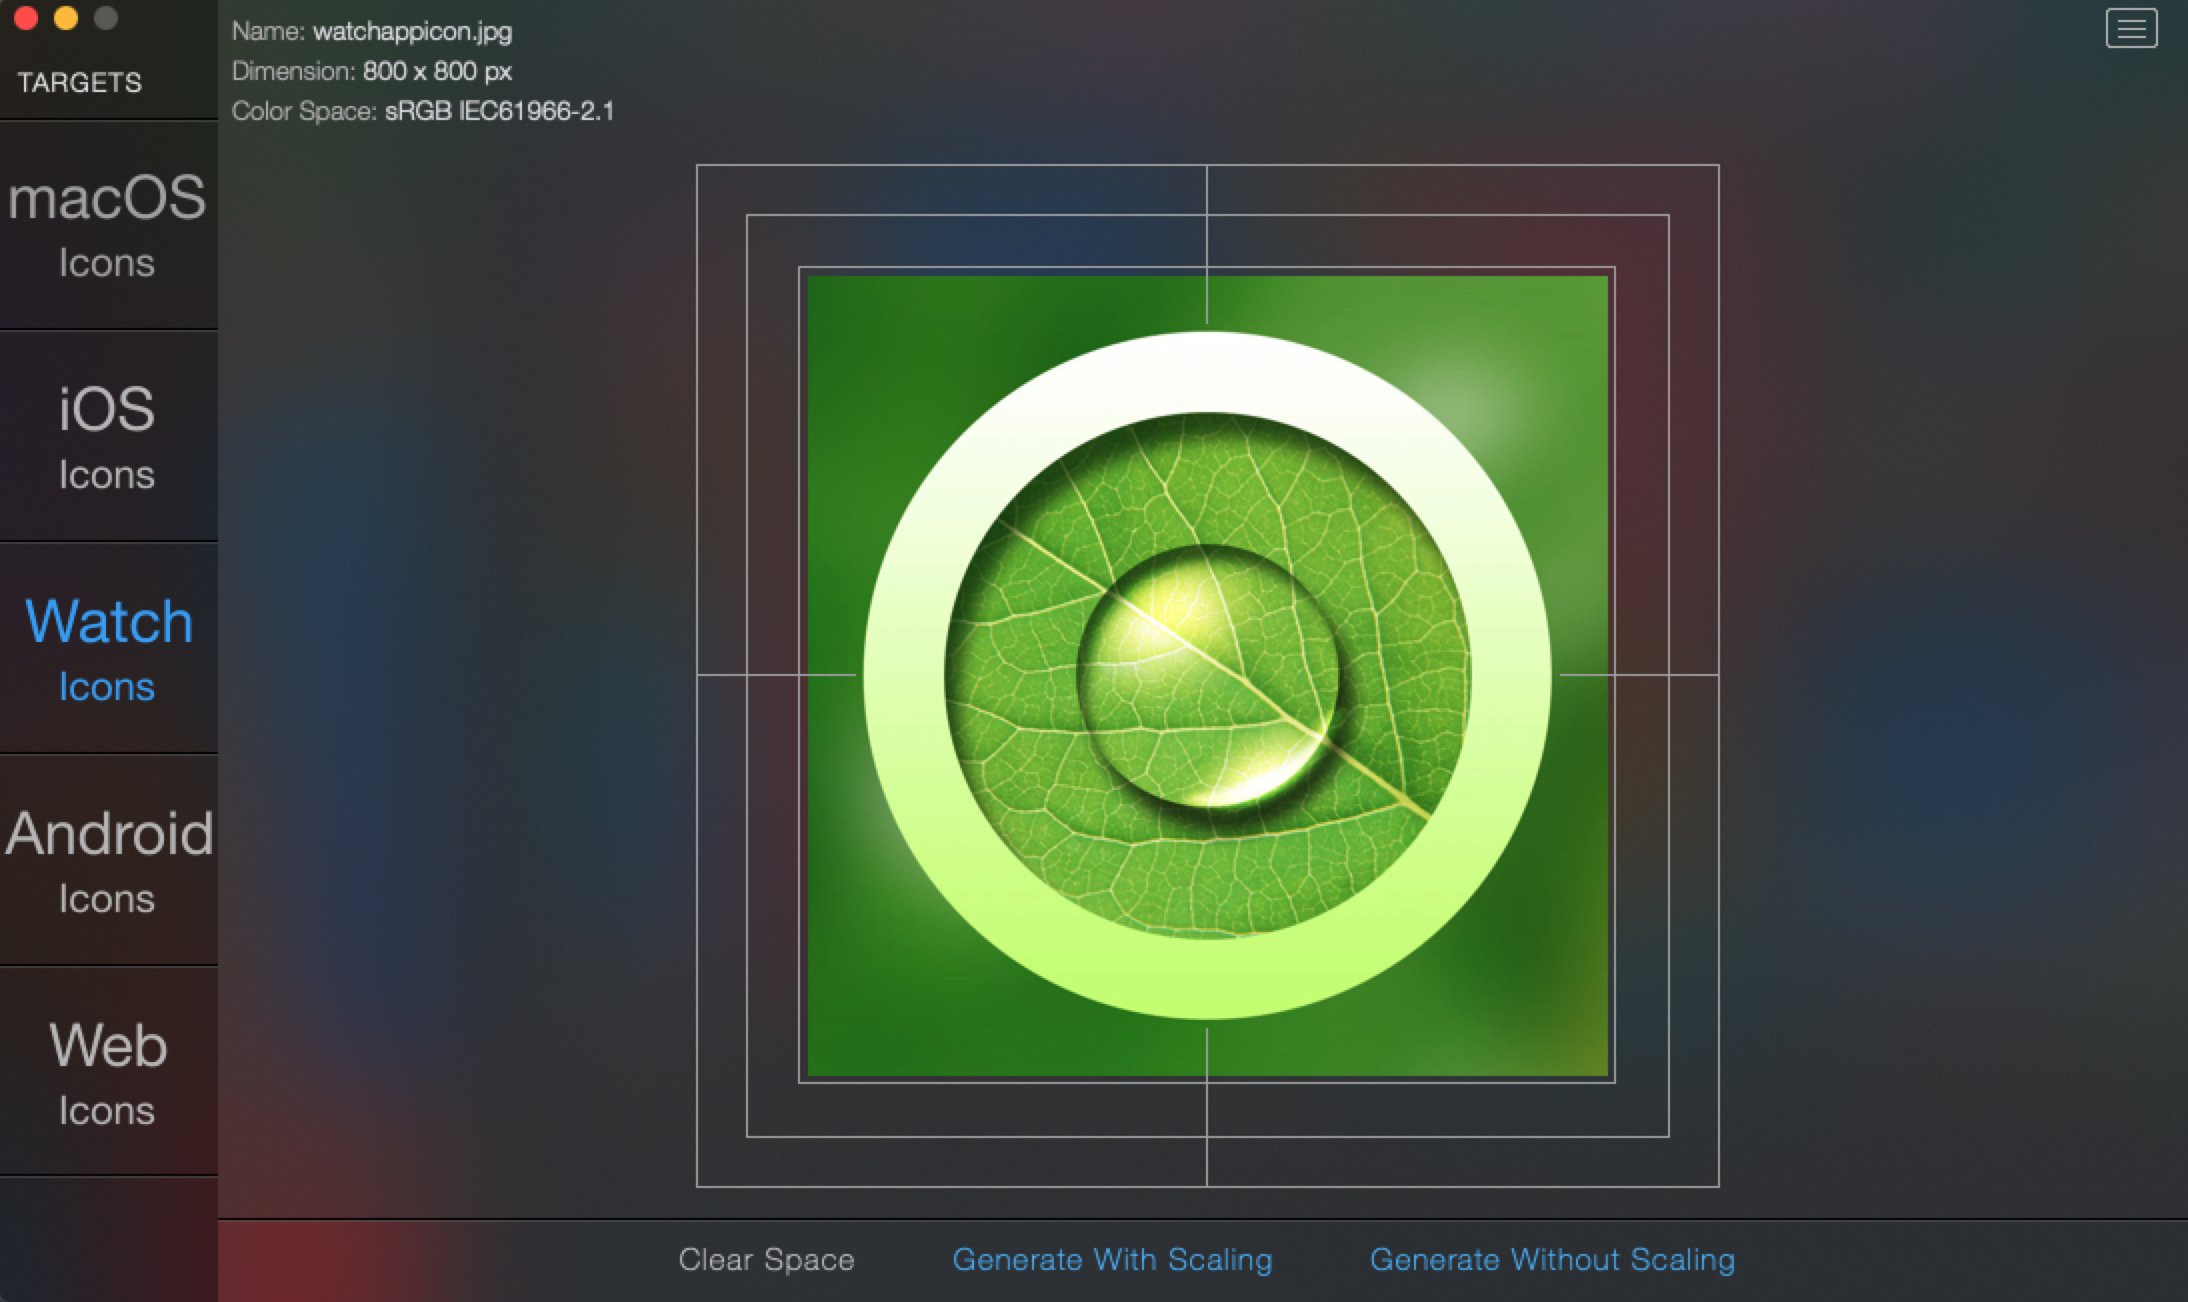 TARGETS
macOS
Icons
iOS
Icons
Watch
Icons
Android
Icons
Web
Icons
Name: watchappicon.jpg
Dimension: 800 x 800 px
Color Space: sRGB IEC61966-2.1
Clear Space
Generate With Scaling
Generate Without Scaling